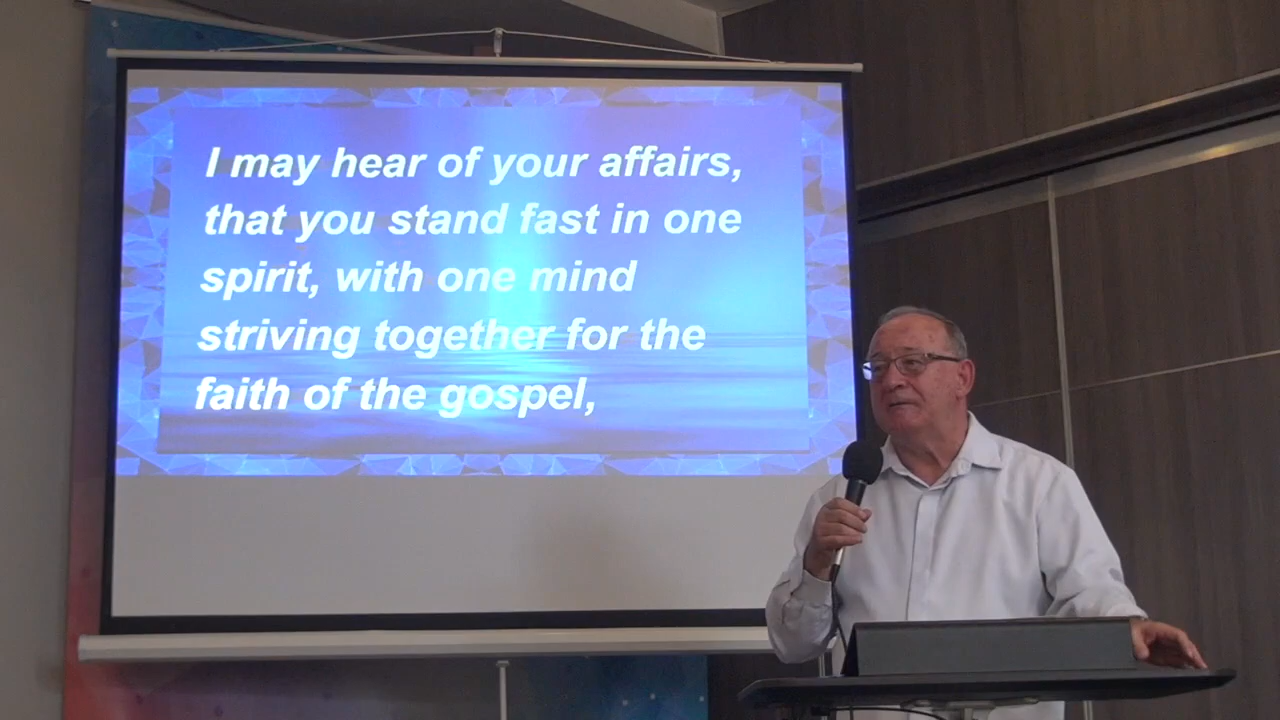 I may hear of your affairs,
that you stand fast in one
spirit, with one mind
striving together for the
faith of the gospel,